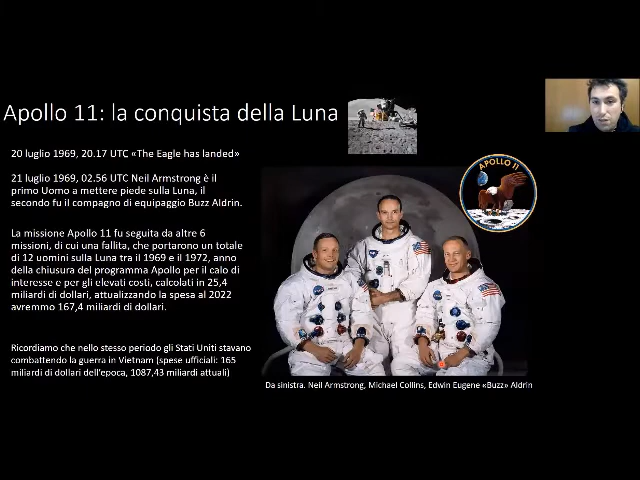 Apollo 11: la conquista della Luna
20 luglio 1969, 20.17 UTC «The Eagle has landed»
21 luglio 1969, 02.56 UTC Neil Armstrong è il
primo Uomo a mettere piede sulla Luna, il
secondo fu il compagno di equipaggio Buzz Aldrin.
La missione Apollo 11 fu seguita da altre 6
missioni, di cui una fallita, che portarono un totale
di 12 uomini sulla Luna tra il 1969 e il 1972, anno
della chiusura del programma Apollo per il calo di
interesse e per gli elevati costi, calcolati in 25,4
miliardi di dollari, attualizzando la spesa al 2022
avremmo 167,4 miliardi di dollari.
Ricordiamo che nello stesso periodo gli Stati Uniti stavano
combattendo la guerra in Vietnam (spese ufficiali: 165
miliardi di dollari dell'epoca, 1087,43 miliardi attuali)
APOLLO 11
Da sinistra. Neil Armstrong, Michael Collins, Edwin Eugene «Buzz» Aldrin